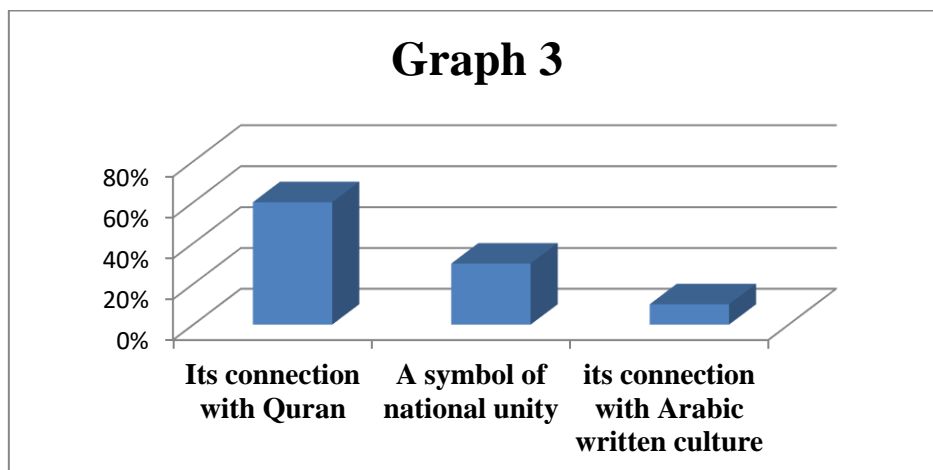 Graph 3
80%
60%
40%
20%
0%
Its connection
with Quran
A symbol of
national unity
its connection
with Arabic
written culture